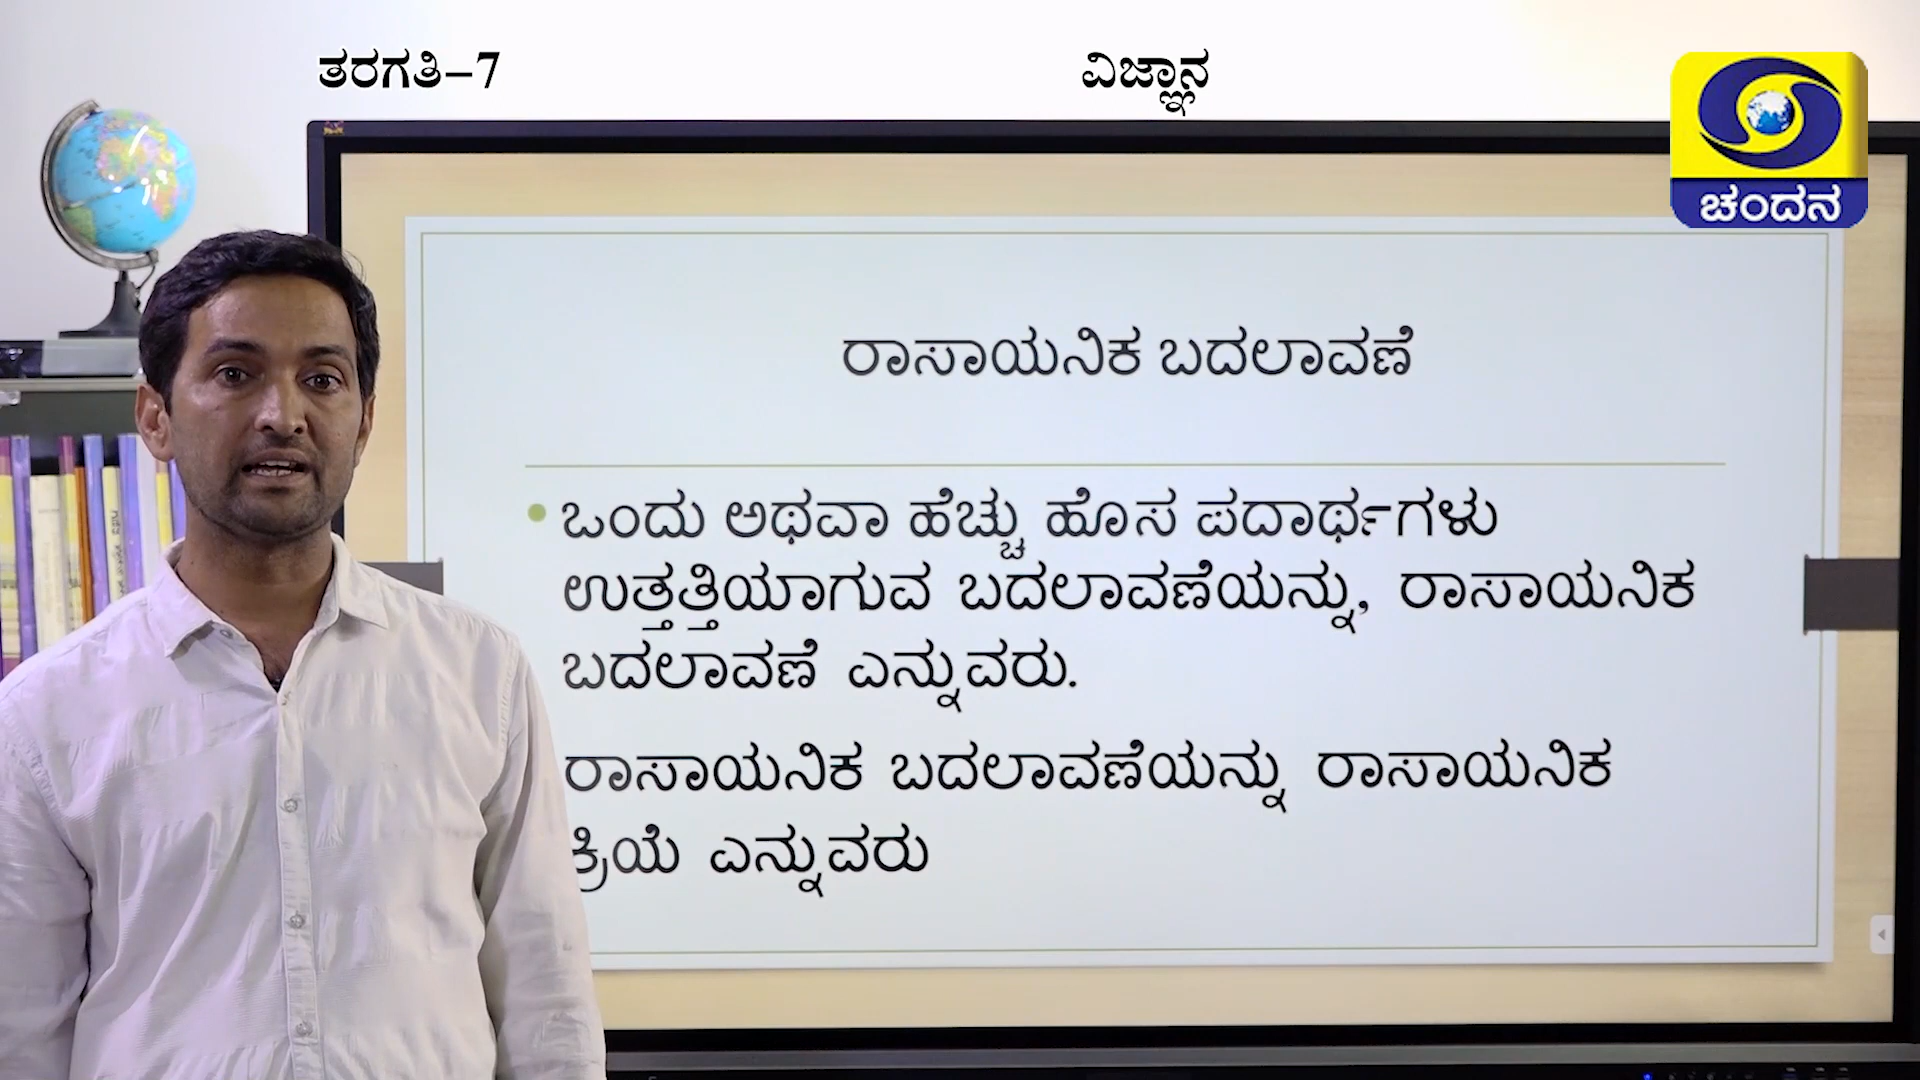 ತರಗತಿ–7
ವಿಜ್ಞಾನ
ಚಂದನ
ರಾಸಾಯನಿಕ ಬದಲಾವಣೆ
• ಒಂದು ಅಥವಾ ಹೆಚ್ಚು ಹೊಸ ಪದಾರ್ಥಗಳು
ಉತ್ತತ್ತಿಯಾಗುವ ಬದಲಾವಣೆಯನ್ನು, ರಾಸಾಯನಿಕ
ಬದಲಾವಣೆ ಎನ್ನುವರು.
ರಾಸಾಯನಿಕ ಬದಲಾವಣೆಯನ್ನು ರಾಸಾಯನಿಕ
ಕ್ರಿಯೆ ಎನ್ನುವರು